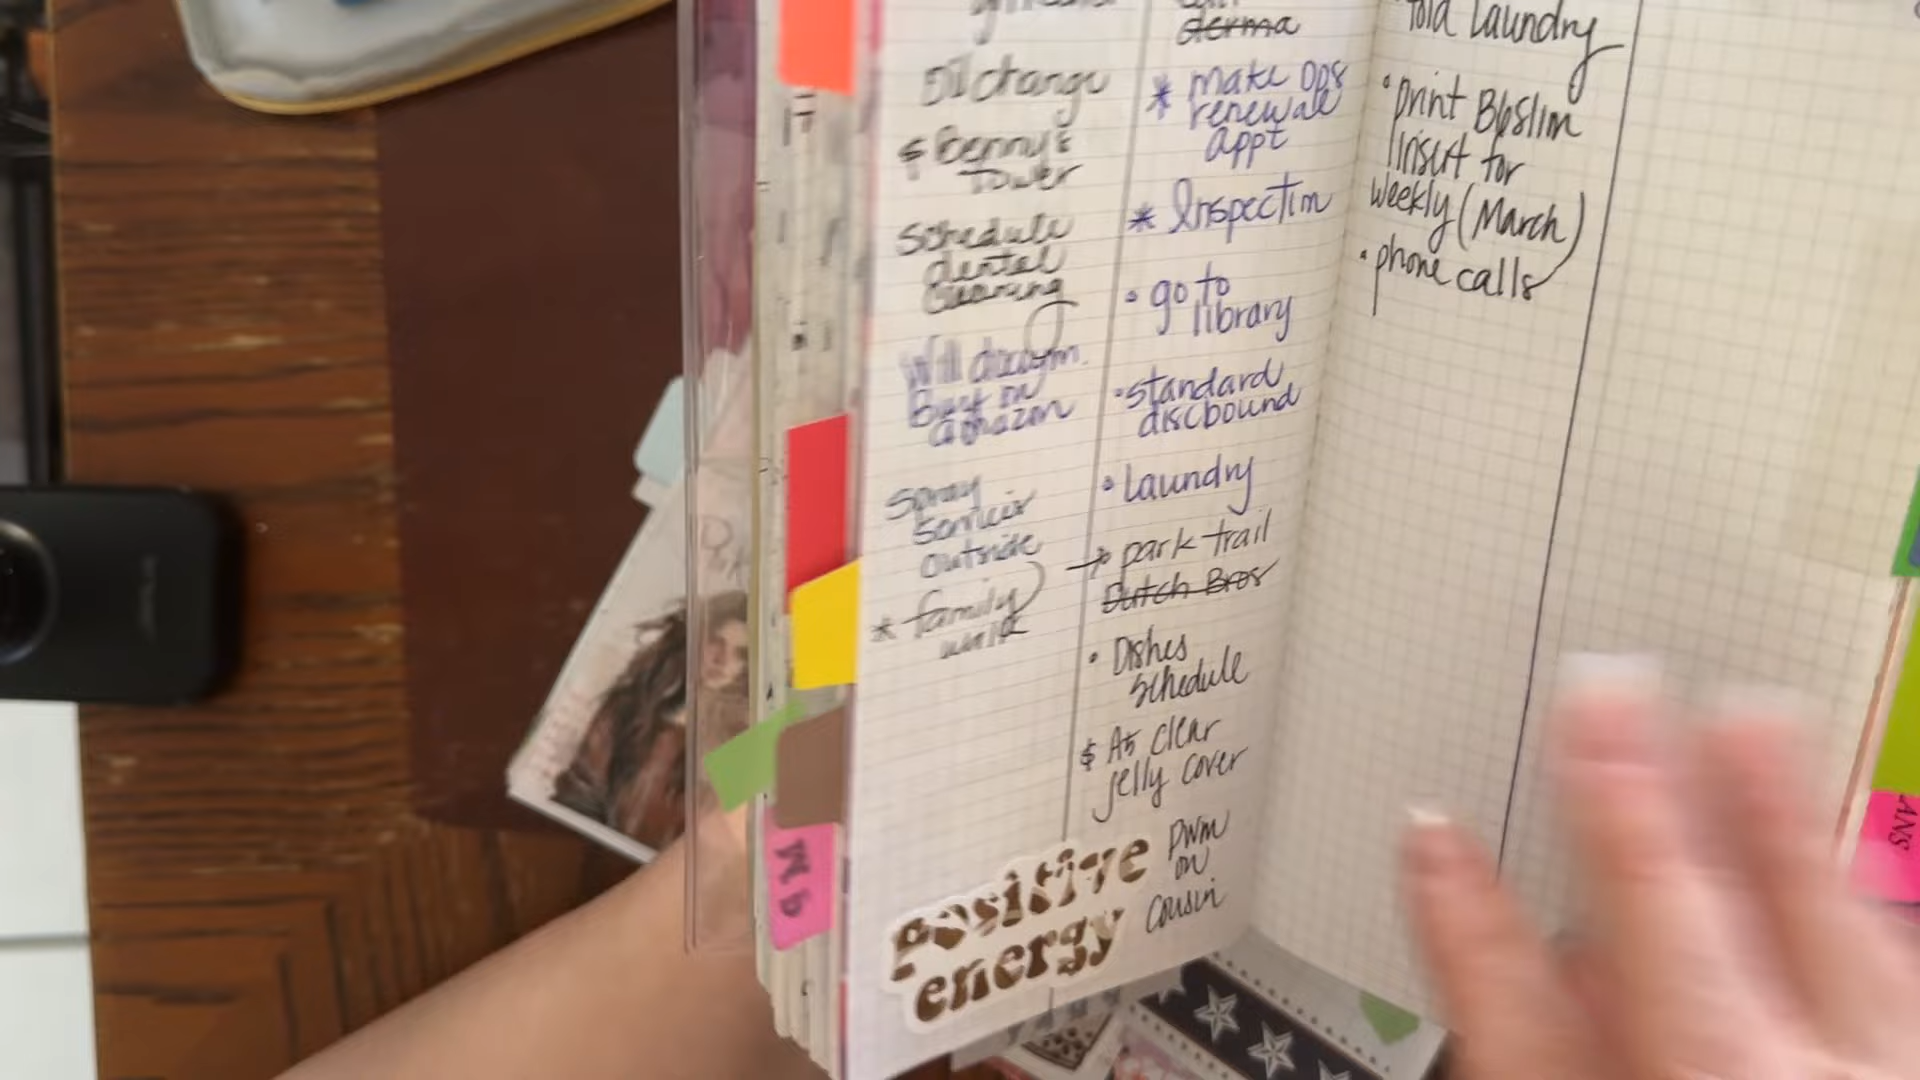 Oil change
$ Benny's
Tower
Schedule
dental
cleaning
Will
Buy on
amazon
Spray
Services
outside
* family
walk
positive
energy
derma
* make DPS
renewal
appt
* Inspection
• go to
library
• standard
discbound
• Laundry
→ park trail
Dutch Bros
• Dishes
schedule
$ A5 clear
jelly cover
PWM
on
cousin
fold Laundry
• print B6slim
insert for
weekly (March)
• phone calls